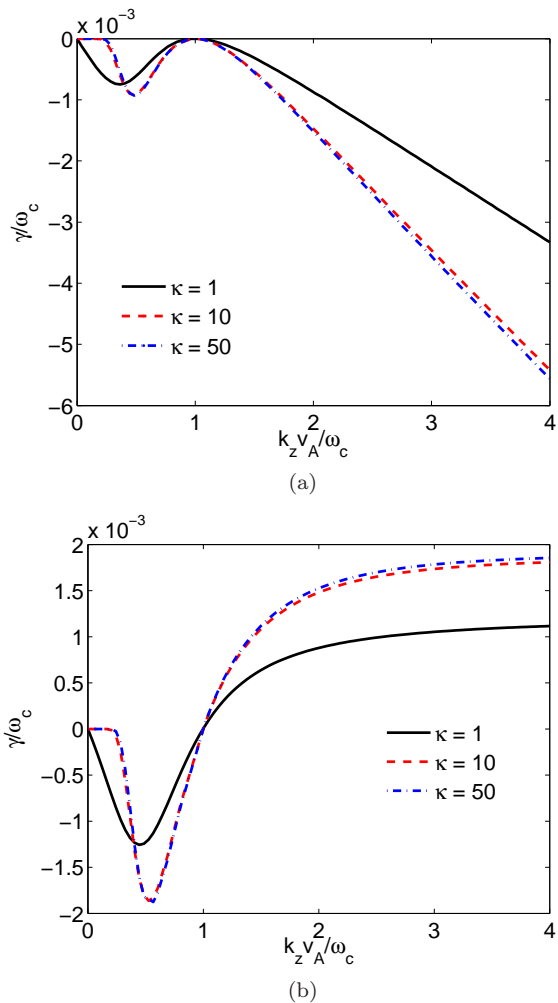 x 10⁻³
0
−1
−2
−3
−4
−5
−6
γ/ω_c
κ = 1
κ = 10
κ = 50
0 1 2 3 4
k_z v_A/ω_c
(a)
x 10⁻³
2
1.5
1
0.5
0
−0.5
−1
−1.5
−2
γ/ω_c
κ = 1
κ = 10
κ = 50
0 1 2 3 4
k_z v_A/ω_c
(b)